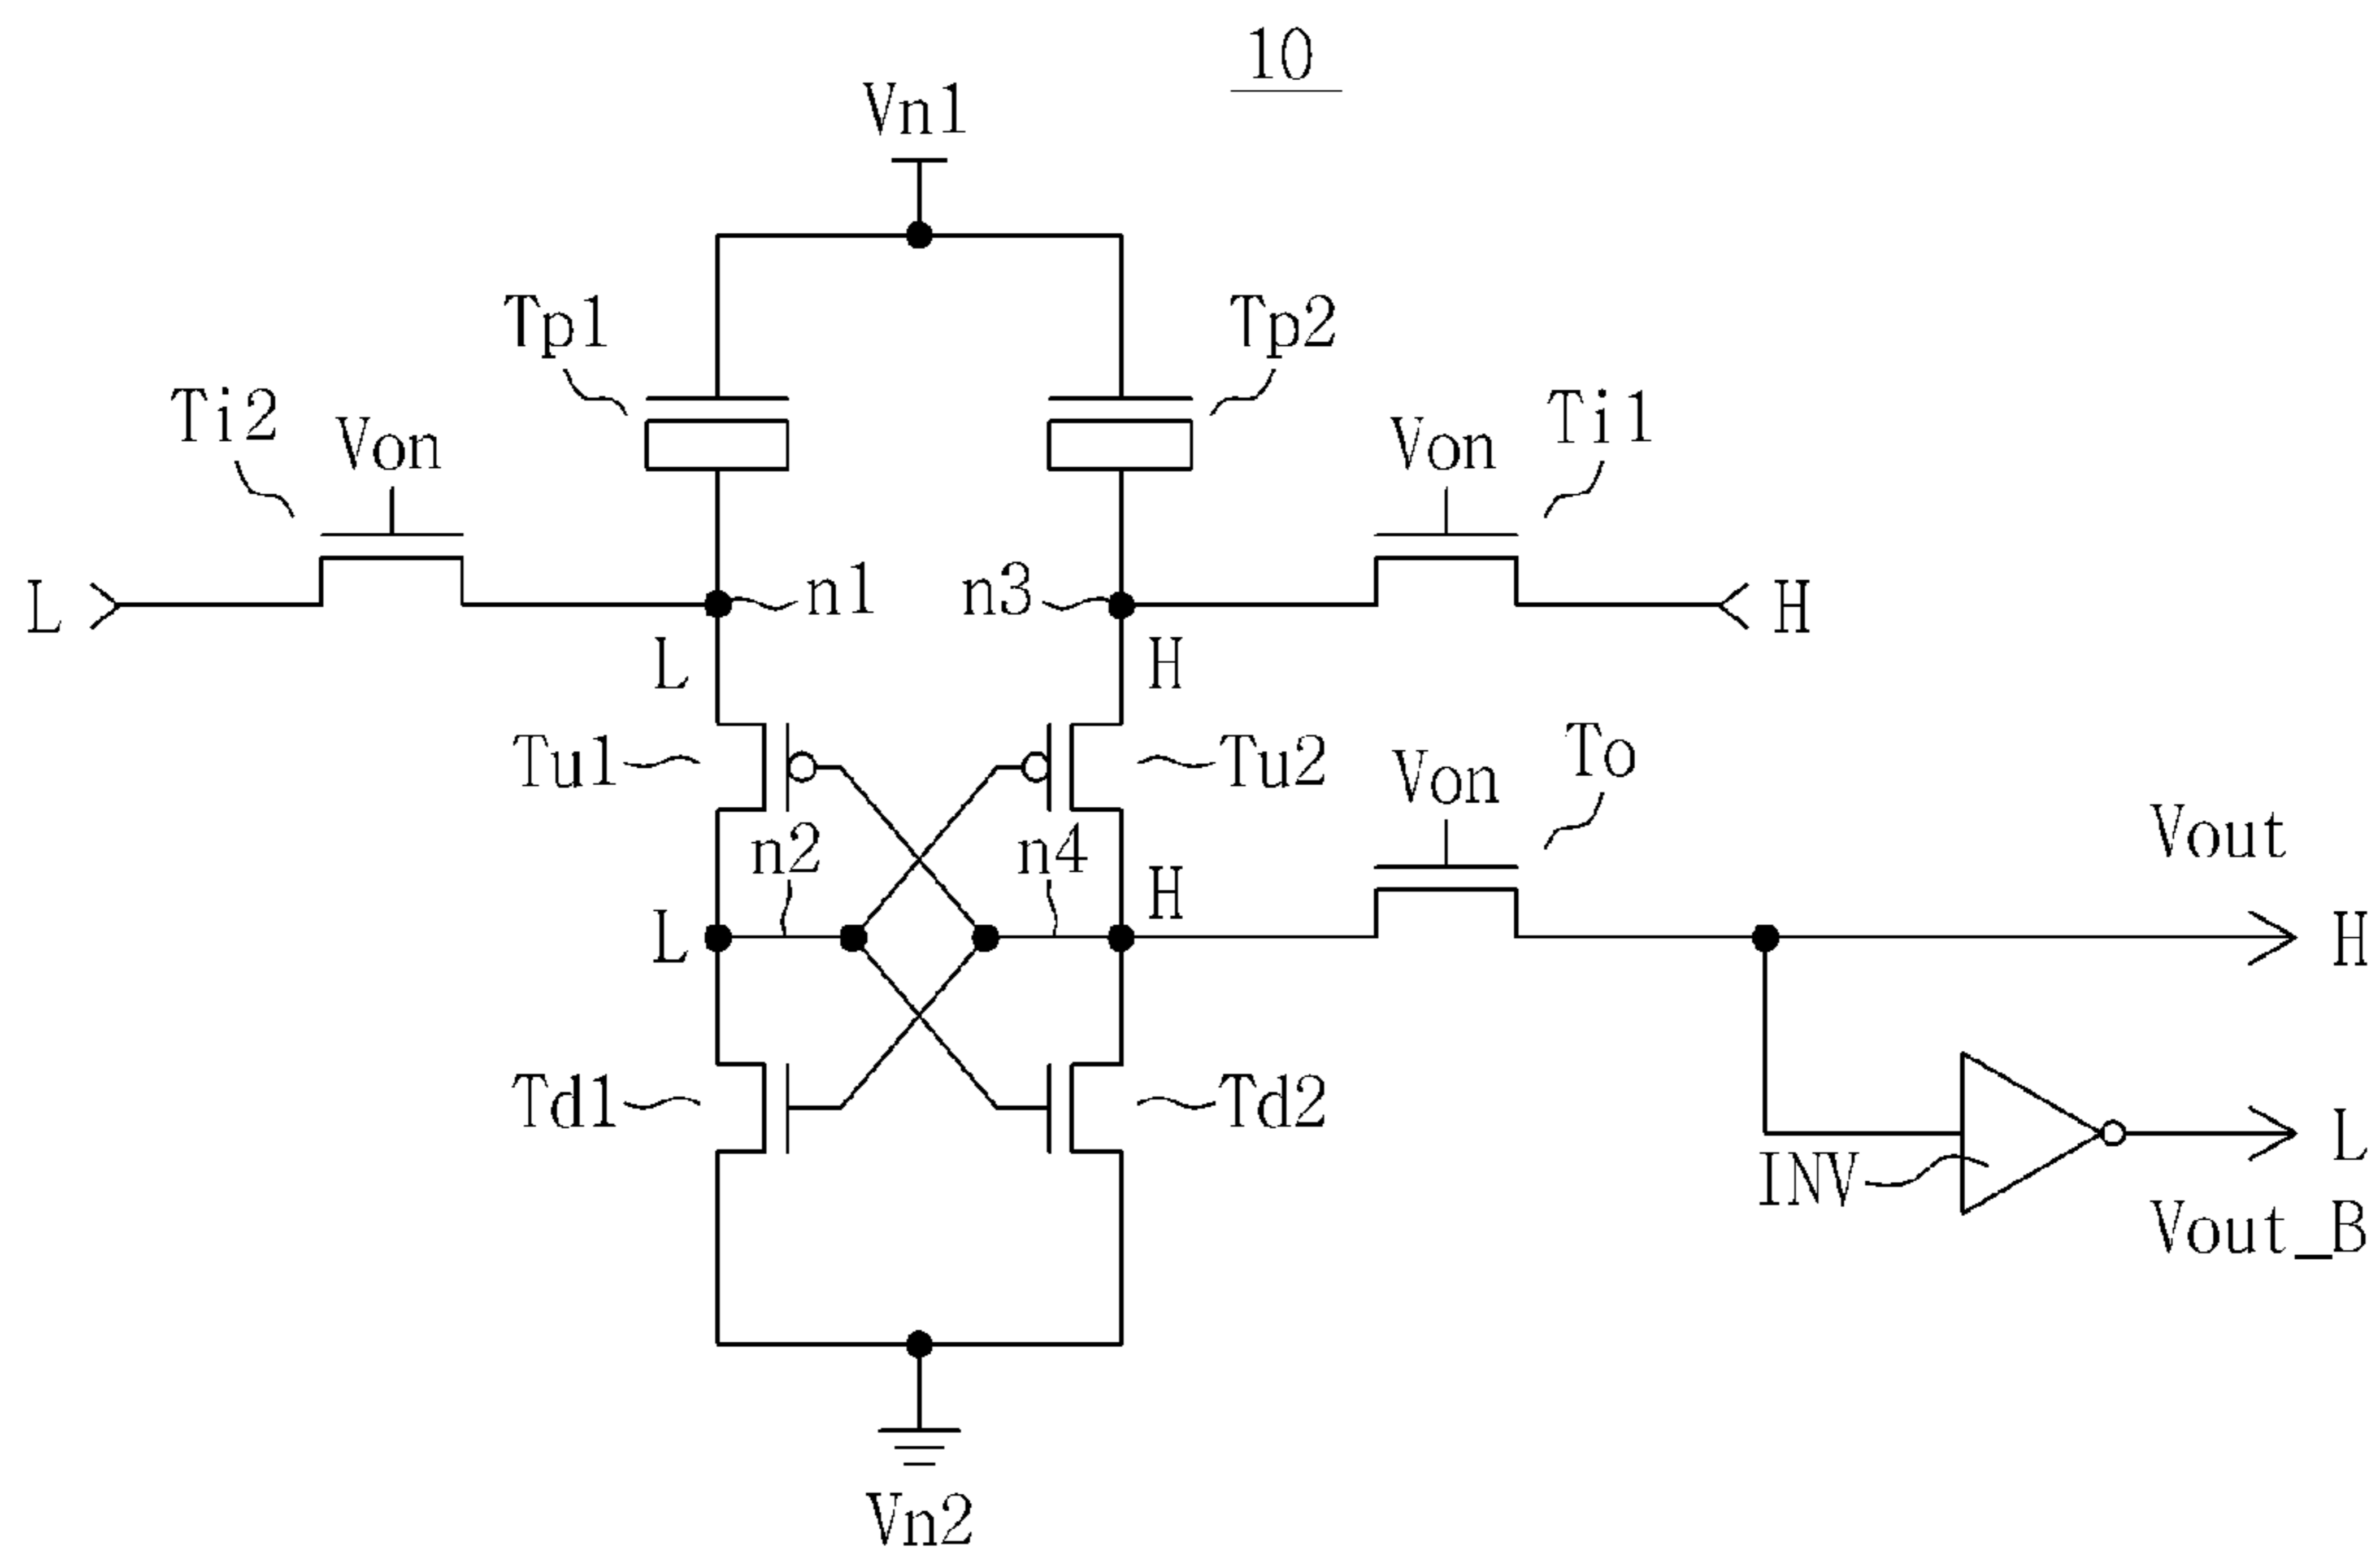 10
Vn1
Tp1
Tp2
Ti2
Von
Von
Ti1
L
n1
n3
H
L
H
Tu1
Tu2
Von
To
Vout
n2
n4
H
L
H
Td1
Td2
L
INV
Vout_B
Vn2